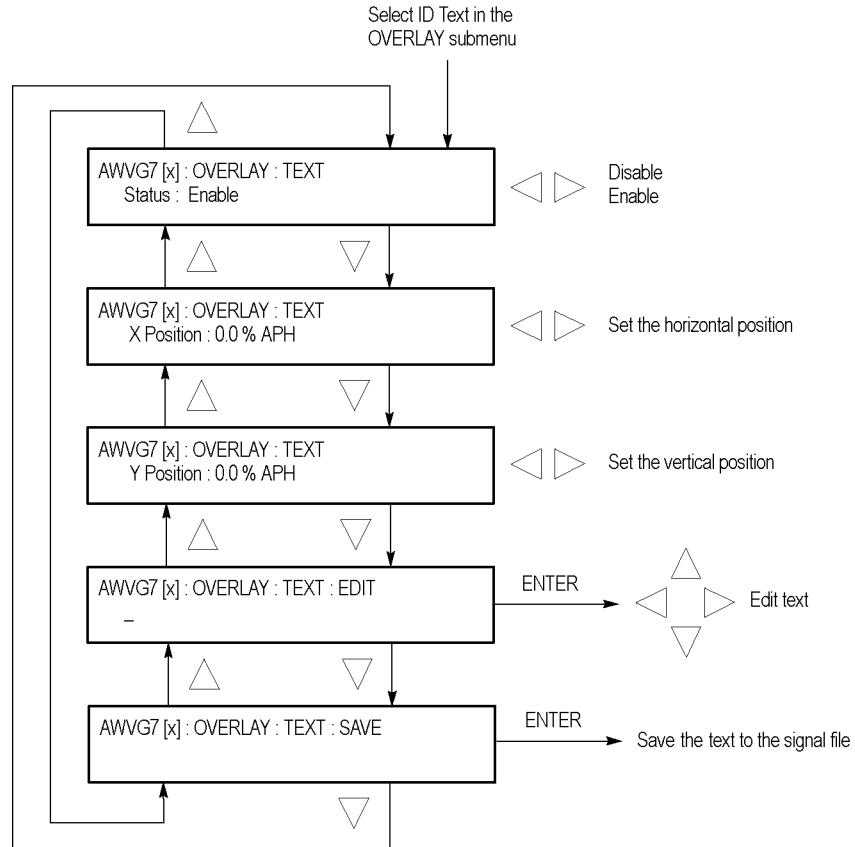 Select ID Text in the
OVERLAY submenu
AWVG7 [x] : OVERLAY : TEXT
Status : Enable
Disable
Enable
AWVG7 [x] : OVERLAY : TEXT
X Position : 0.0 % APH
Set the horizontal position
AWVG7 [x] : OVERLAY : TEXT
Y Position : 0.0 % APH
Set the vertical position
AWVG7 [x] : OVERLAY : TEXT : EDIT
_
ENTER
Edit text
AWVG7 [x] : OVERLAY : TEXT : SAVE
ENTER
Save the text to the signal file